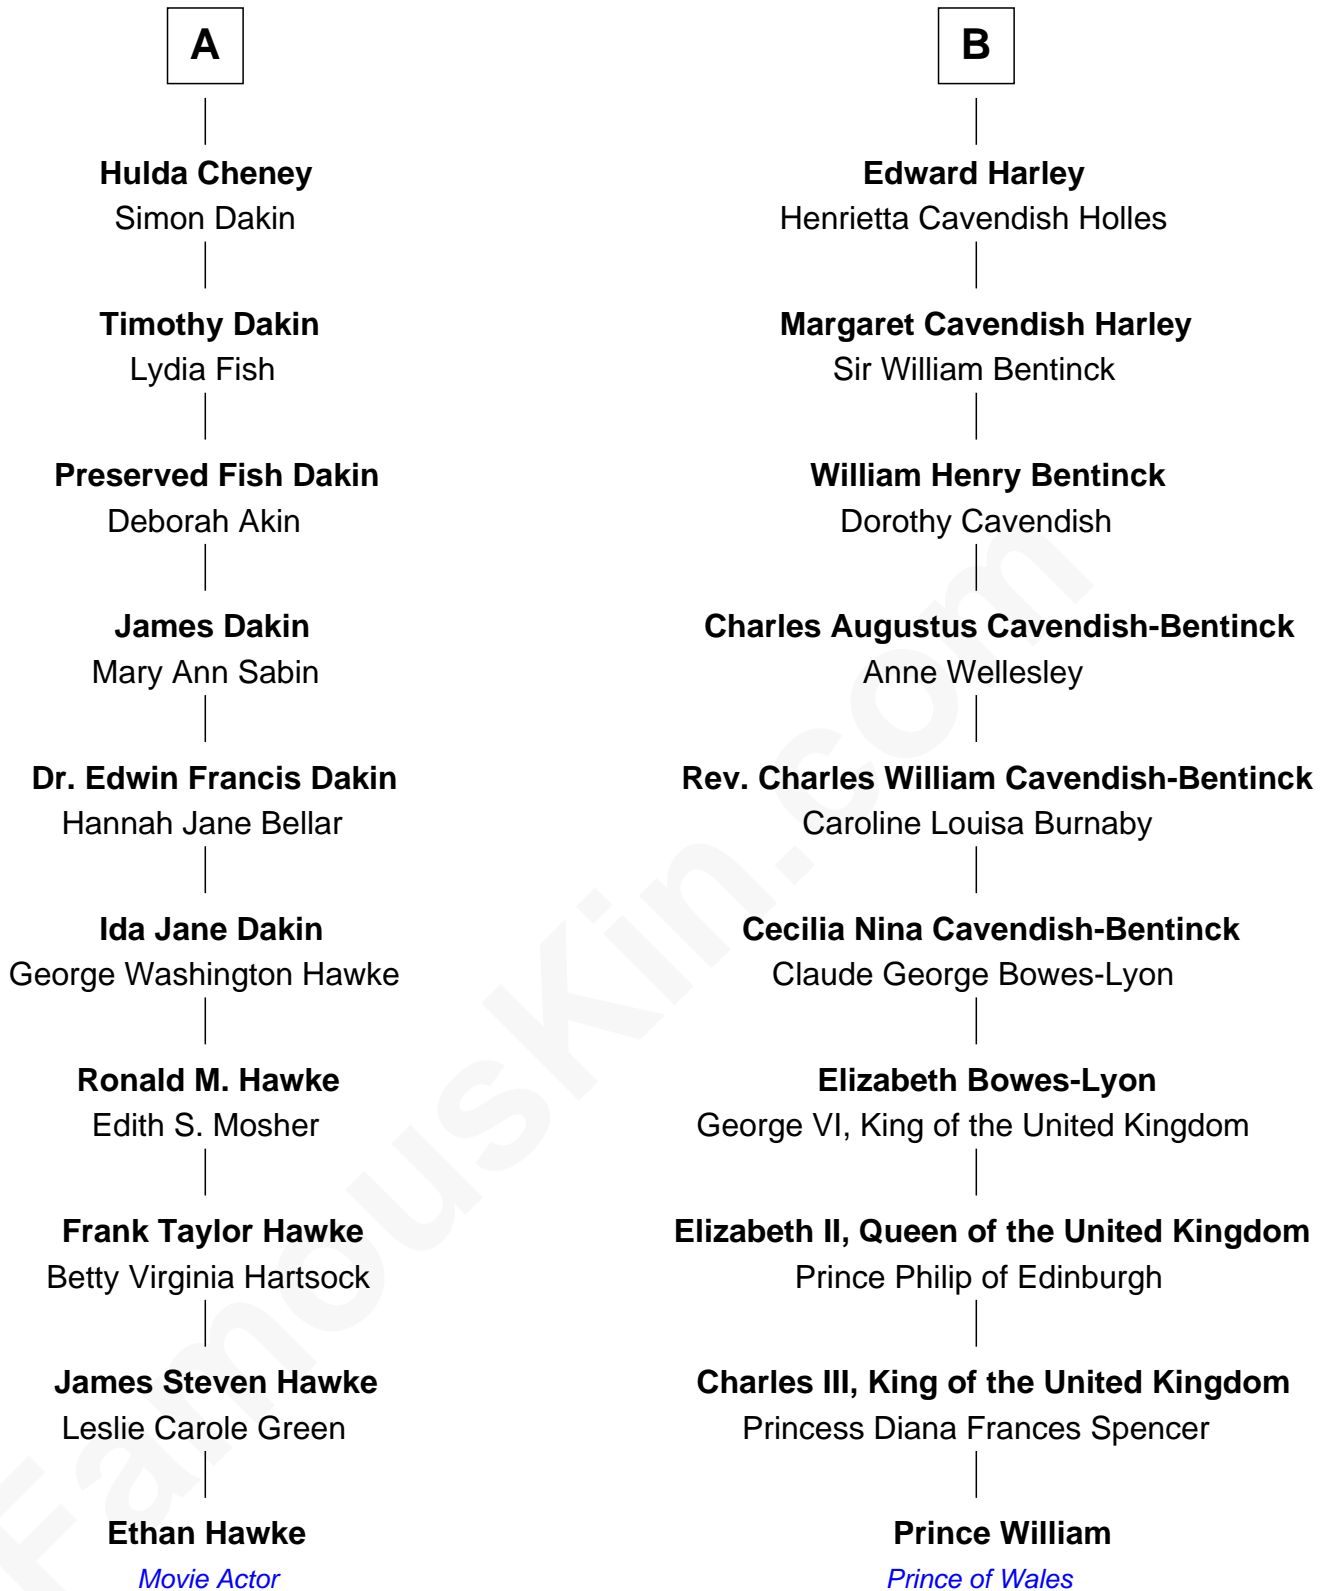 A
Hulda Cheney
Simon Dakin
Timothy Dakin
Lydia Fish
Preserved Fish Dakin
Deborah Akin
James Dakin
Mary Ann Sabin
Dr. Edwin Francis Dakin
Hannah Jane Bellar
Ida Jane Dakin
George Washington Hawke
Ronald M. Hawke
Edith S. Mosher
Frank Taylor Hawke
Betty Virginia Hartsock
James Steven Hawke
Leslie Carole Green
Ethan Hawke
Movie Actor
B
Edward Harley
Henrietta Cavendish Holles
Margaret Cavendish Harley
Sir William Bentinck
William Henry Bentinck
Dorothy Cavendish
Charles Augustus Cavendish-Bentinck
Anne Wellesley
Rev. Charles William Cavendish-Bentinck
Caroline Louisa Burnaby
Cecilia Nina Cavendish-Bentinck
Claude George Bowes-Lyon
Elizabeth Bowes-Lyon
George VI, King of the United Kingdom
Elizabeth II, Queen of the United Kingdom
Prince Philip of Edinburgh
Charles III, King of the United Kingdom
Princess Diana Frances Spencer
Prince William
Prince of Wales
FamousKin.com